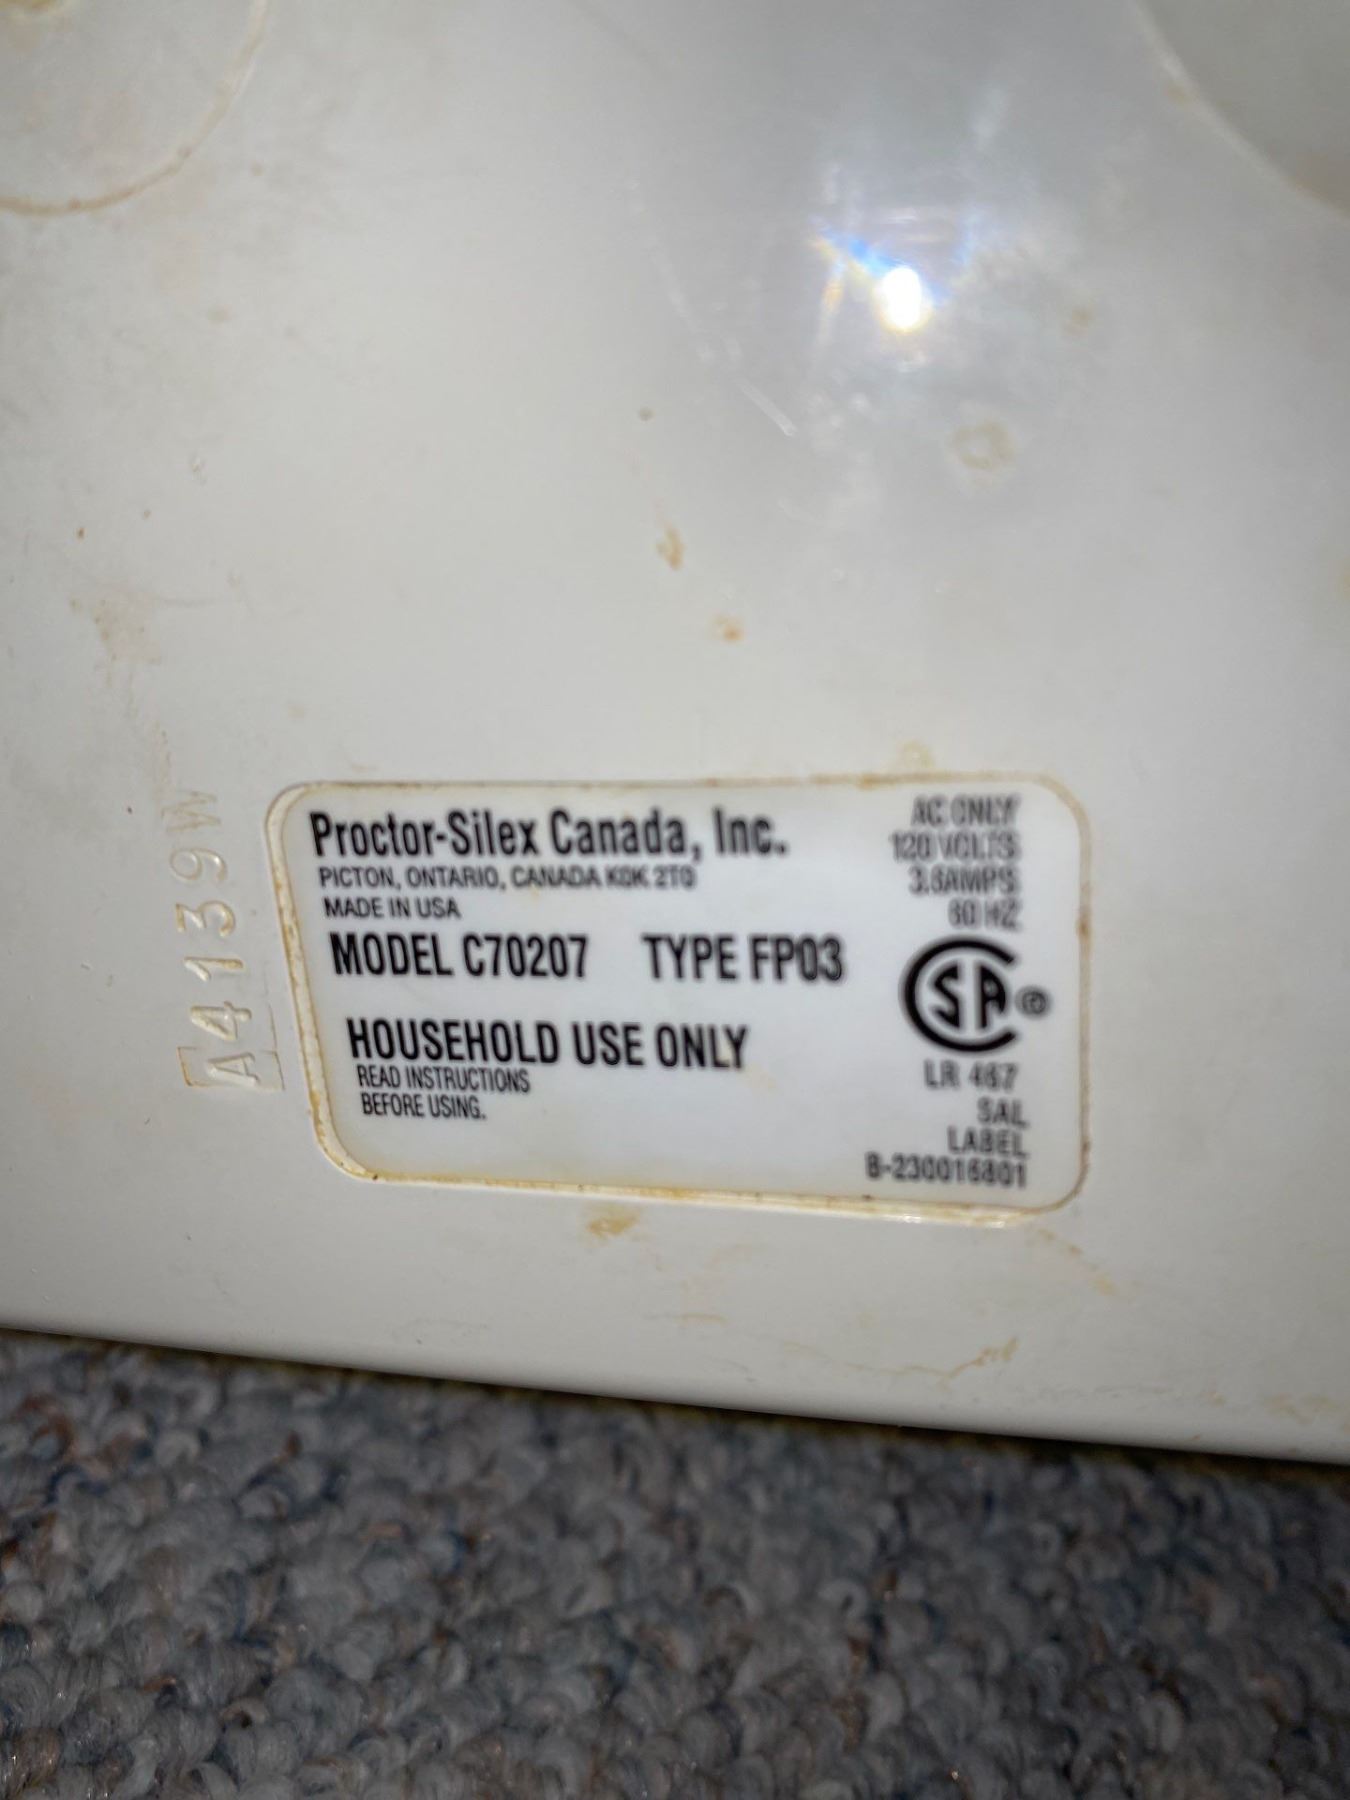 Proctor-Silex Canada, Inc.
PICTON, ONTARIO, CANADA K0K 2T0
MADE IN USA
MODEL C70207 TYPE FP03
HOUSEHOLD USE ONLY
READ INSTRUCTIONS
BEFORE USING.
AC ONLY
120 VOLTS
3.6AMPS
60 HZ
CSA ®
LR 467
SAL
LABEL
B-230016801
A4139W